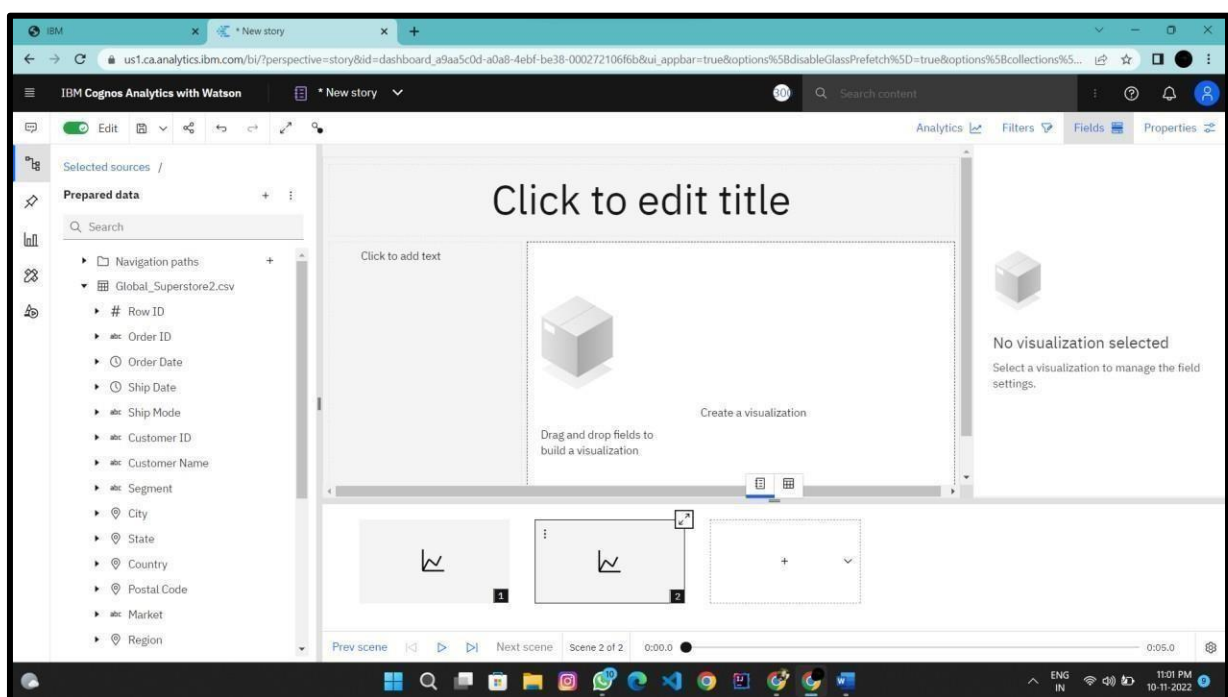 IBM
* New story
us1.ca.analytics.ibm.com/bi/?perspective=story&id=dashboard_a9aa5c0d-a0a8-4ebf-be38-000272106f6b&ui_appbar=true&options%5BdisableGlassPrefetch%5D=true&options%5Bcollections%5...
IBM Cognos Analytics with Watson
* New story
Search content
Edit
Analytics
Filters
Fields
Properties
Selected sources /
Prepared data
Search
Navigation paths
Global_Superstore2.csv
# Row ID
abc Order ID
Order Date
Ship Date
abc Ship Mode
abc Customer ID
abc Customer Name
abc Segment
City
State
Country
Postal Code
abc Market
Region
Click to edit title
Click to add text
Create a visualization
Drag and drop fields to
build a visualization
No visualization selected
Select a visualization to manage the field
settings.
1
2
Prev scene
Next scene
Scene 2 of 2
0:00.0
0:05.0
ENG
IN
11:01 PM
10-11-2022